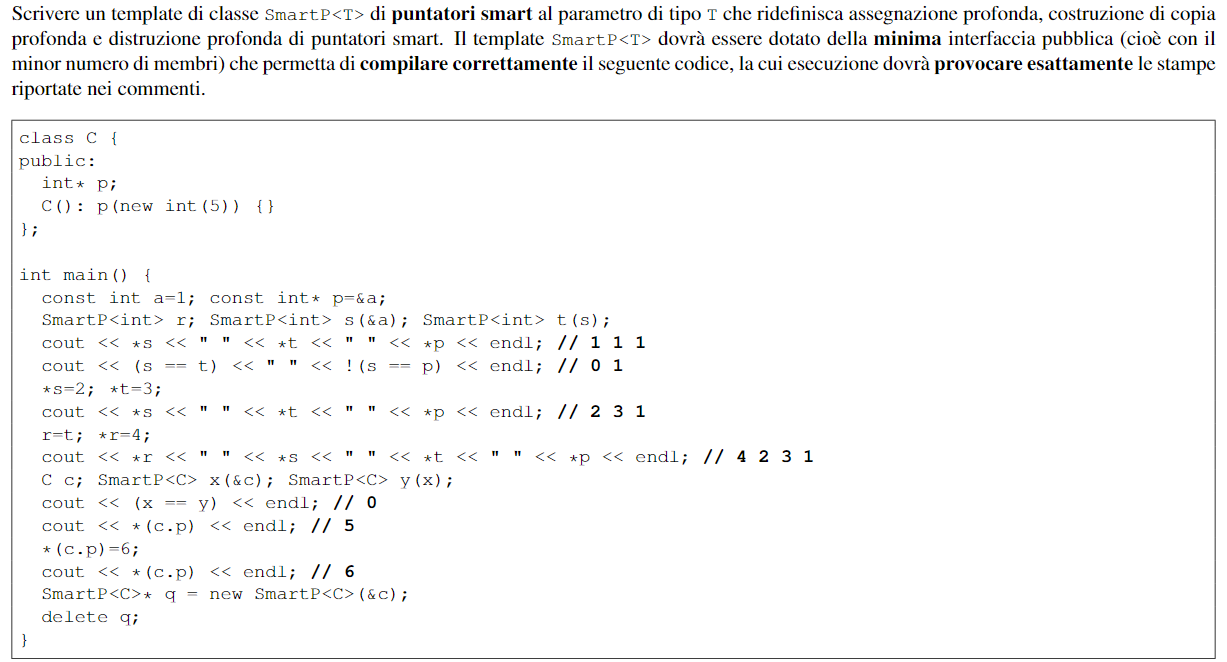 Scrivere un template di classe SmartP<T> di puntatori smart al parametro di tipo T che ridefinisca assegnazione profonda, costruzione di copia
profonda e distruzione profonda di puntatori smart. Il template SmartP<T> dovrà essere dotato della minima interfaccia pubblica (cioè con il
minor numero di membri) che permetta di compilare correttamente il seguente codice, la cui esecuzione dovrà provocare esattamente le stampe
riportate nei commenti.
class C {
public:
  int* p;
  C(): p(new int(5)) {}
};

int main() {
  const int a=1; const int* p=&a;
  SmartP<int> r; SmartP<int> s(&a); SmartP<int> t(s);
  cout << *s << " " << *t << " " << *p << endl; // 1 1 1
  cout << (s == t) << " " << !(s == p) << endl; // 0 1
  *s=2; *t=3;
  cout << *s << " " << *t << " " << *p << endl; // 2 3 1
  r=t; *r=4;
  cout << *r << " " << *s << " " << *t << " " << *p << endl; // 4 2 3 1
  C c; SmartP<C> x(&c); SmartP<C> y(x);
  cout << (x == y) << endl; // 0
  cout << *(c.p) << endl; // 5
  *(c.p)=6;
  cout << *(c.p) << endl; // 6
  SmartP<C>* q = new SmartP<C>(&c);
  delete q;
}